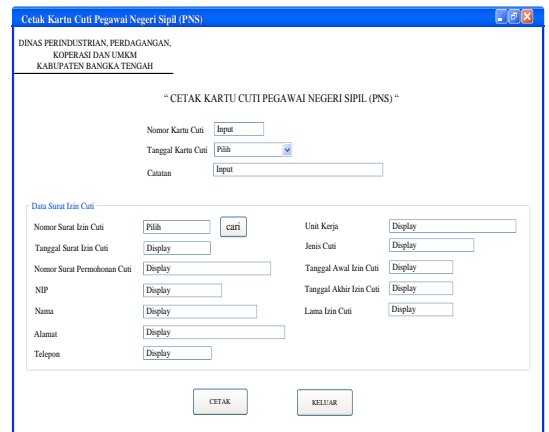 Cetak Kartu Cuti Pegawai Negeri Sipil (PNS)
DINAS PERINDUSTRIAN, PERDAGANGAN,
KOPERASI DAN UMKM
KABUPATEN BANGKA TENGAH
“ CETAK KARTU CUTI PEGAWAI NEGERI SIPIL (PNS) “
Nomor Kartu Cuti Input
Tanggal Kartu Cuti Pilih
Catatan Input
Data Surat Izin Cuti
Nomor Surat Izin Cuti Pilih cari
Tanggal Surat Izin Cuti Display
Nomor Surat Permohonan Cuti Display
NIP Display
Nama Display
Alamat Display
Telepon Display
Unit Kerja Display
Jenis Cuti Display
Tanggal Awal Izin Cuti Display
Tanggal Akhir Izin Cuti Display
Lama Izin Cuti Display
CETAK KELUAR